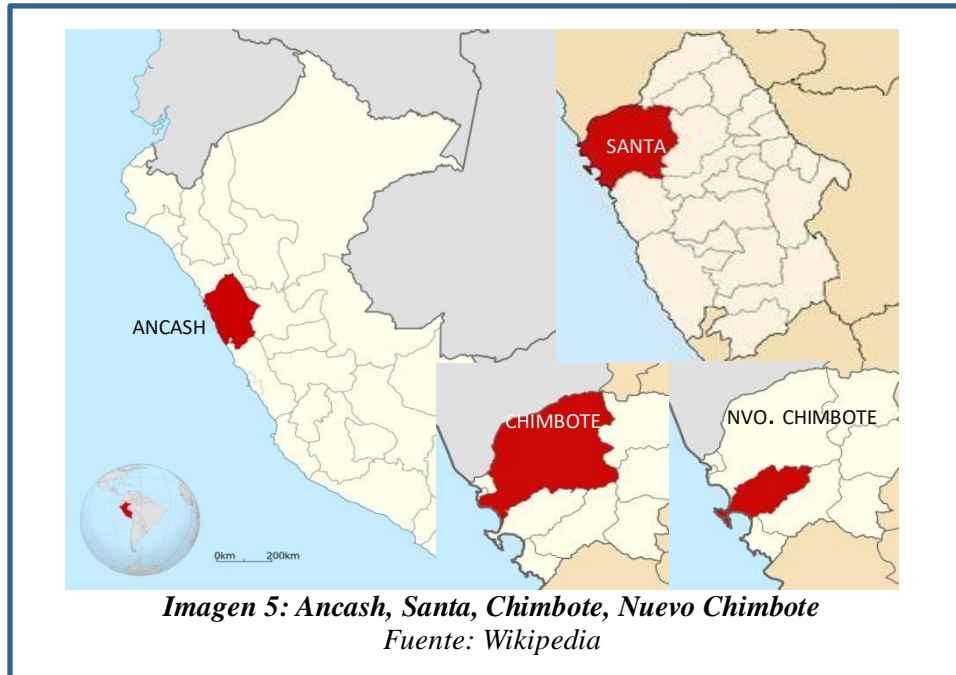 SANTA
ANCASH
CHIMBOTE
NVO. CHIMBOTE
0km 200km
Imagen 5: Ancash, Santa, Chimbote, Nuevo Chimbote
Fuente: Wikipedia